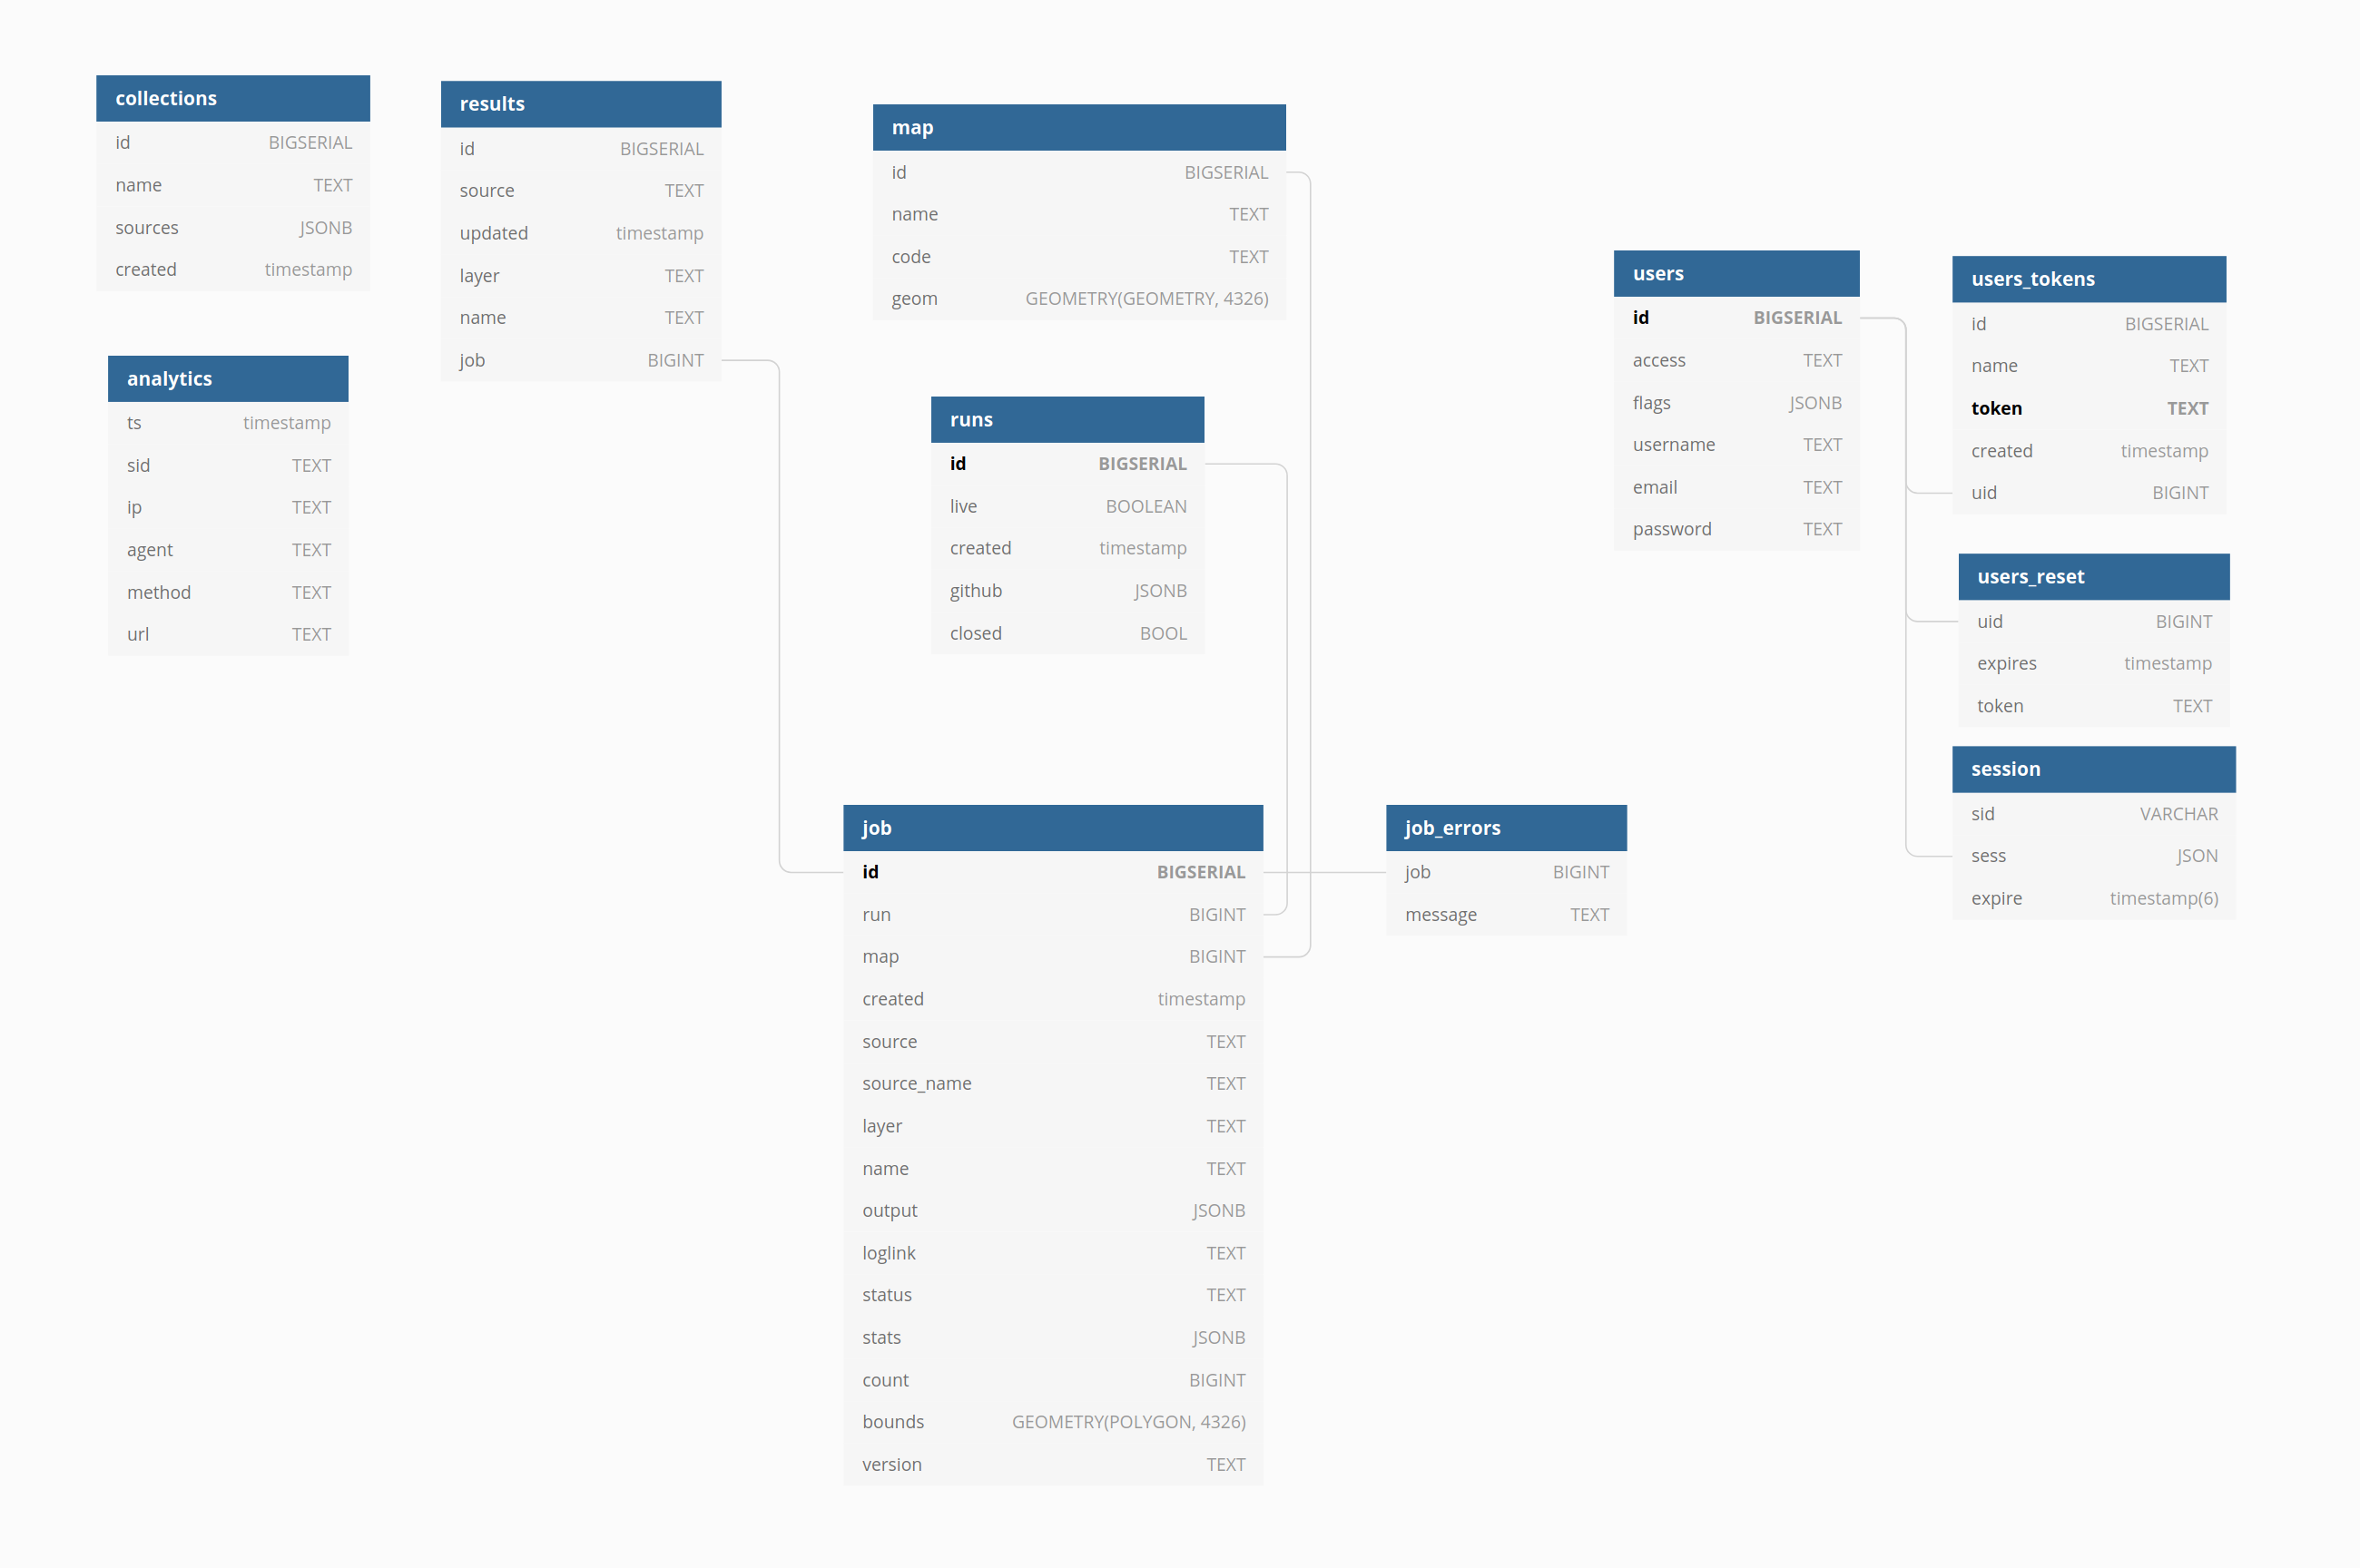 collections
id BIGSERIAL
name TEXT
sources JSONB
created timestamp
analytics
ts timestamp
sid TEXT
ip TEXT
agent TEXT
method TEXT
url TEXT
results
id BIGSERIAL
source TEXT
updated timestamp
layer TEXT
name TEXT
job BIGINT
map
id BIGSERIAL
name TEXT
code TEXT
geom GEOMETRY(GEOMETRY, 4326)
runs
id BIGSERIAL
live BOOLEAN
created timestamp
github JSONB
closed BOOL
job
id BIGSERIAL
run BIGINT
map BIGINT
created timestamp
source TEXT
source_name TEXT
layer TEXT
name TEXT
output JSONB
loglink TEXT
status TEXT
stats JSONB
count BIGINT
bounds GEOMETRY(POLYGON, 4326)
version TEXT
job_errors
job BIGINT
message TEXT
users
id BIGSERIAL
access TEXT
flags JSONB
username TEXT
email TEXT
password TEXT
users_tokens
id BIGSERIAL
name TEXT
token TEXT
created timestamp
uid BIGINT
users_reset
uid BIGINT
expires timestamp
token TEXT
session
sid VARCHAR
sess JSON
expire timestamp(6)